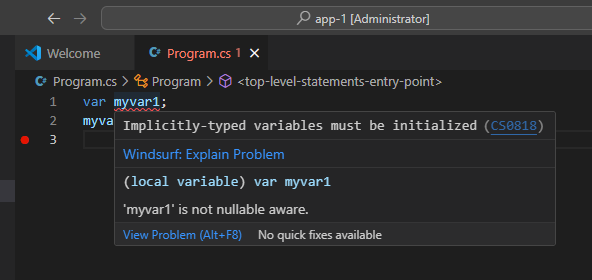 app-1 [Administrator]
Welcome
C# Program.cs 1
C# Program.cs > Program > <top-level-statements-entry-point>
1 var myvar1;
2 myva
3
Implicitly-typed variables must be initialized (CS0818)
Windsurf: Explain Problem
(local variable) var myvar1
'myvar1' is not nullable aware.
View Problem (Alt+F8) No quick fixes available